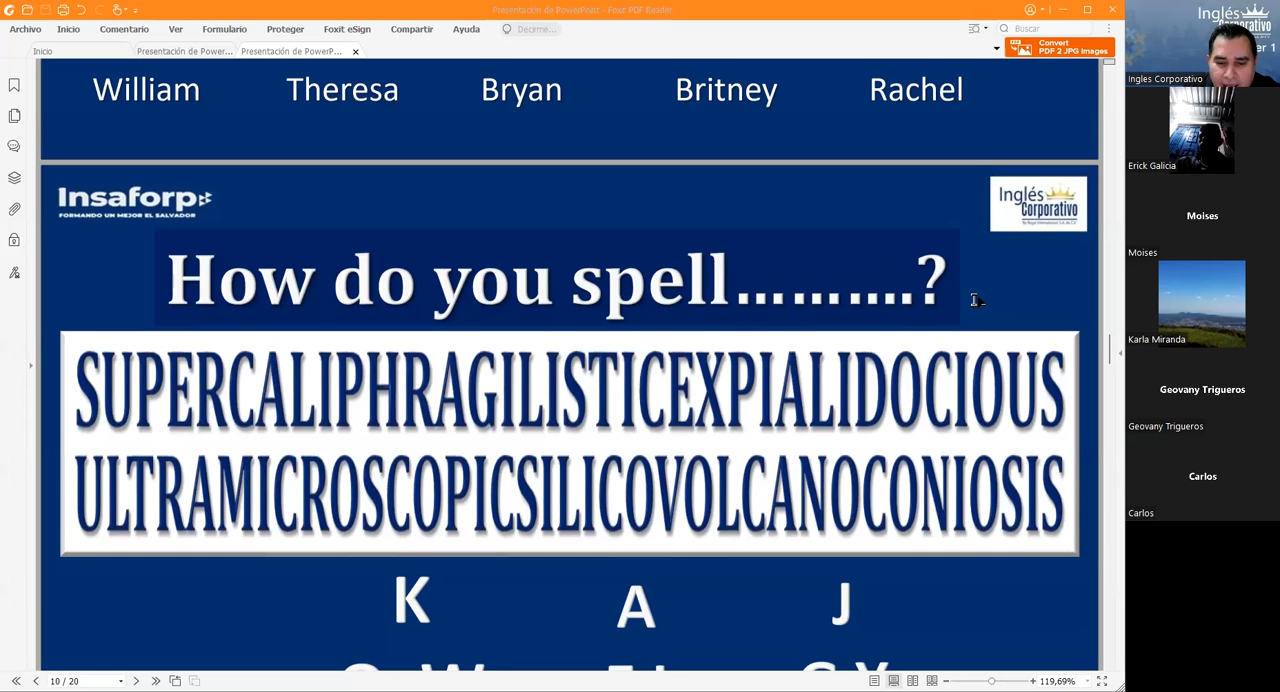 Presentación de PowerPoint - Foxit PDF Reader
Archivo Inicio Comentario Ver Formulario Proteger Foxit eSign Compartir Ayuda Decirme... Buscar
Inicio Presentación de Power... Presentación de PowerP...
Convert
PDF 2 JPG Images
William Theresa Bryan Britney Rachel
Insaforp
FORMANDO UN MEJOR EL SALVADOR
Inglés
Corporativo
How do you spell……….?
SUPERCALIPHRAGILISTICEXPIALIDOCIOUS
ULTRAMICROSCOPICSILICOVOLCANOCONIOSIS
K A J
10 / 20
119,69%
Inglés
Corporativo
Ingles Corporativo
Erick Galicia
Moises
Moises
Karla Miranda
Geovany Trigueros
Geovany Trigueros
Carlos
Carlos